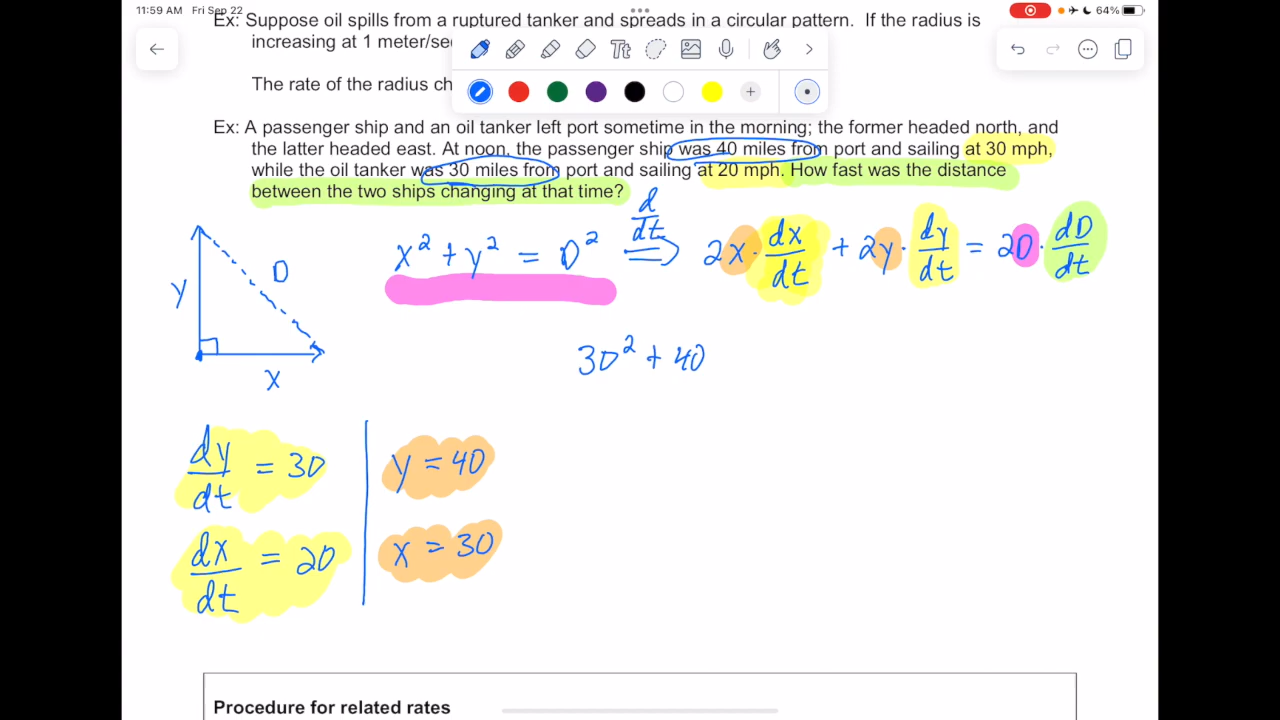 11:59 AM Fri Sep 22
64%
Ex: Suppose oil spills from a ruptured tanker and spreads in a circular pattern. If the radius is
increasing at 1 meter/sec
Tt
The rate of the radius ch
Ex: A passenger ship and an oil tanker left port sometime in the morning; the former headed north, and
the latter headed east. At noon, the passenger ship was 40 miles from port and sailing at 30 mph,
while the oil tanker was 30 miles from port and sailing at 20 mph. How fast was the distance
between the two ships changing at that time?
y D x
x² + y² = D² d/dt ⇒ 2x · dx/dt + 2y · dy/dt = 2D · dD/dt
30² + 40
dy/dt = 30 | y = 40
dx/dt = 20 | x = 30
Procedure for related rates